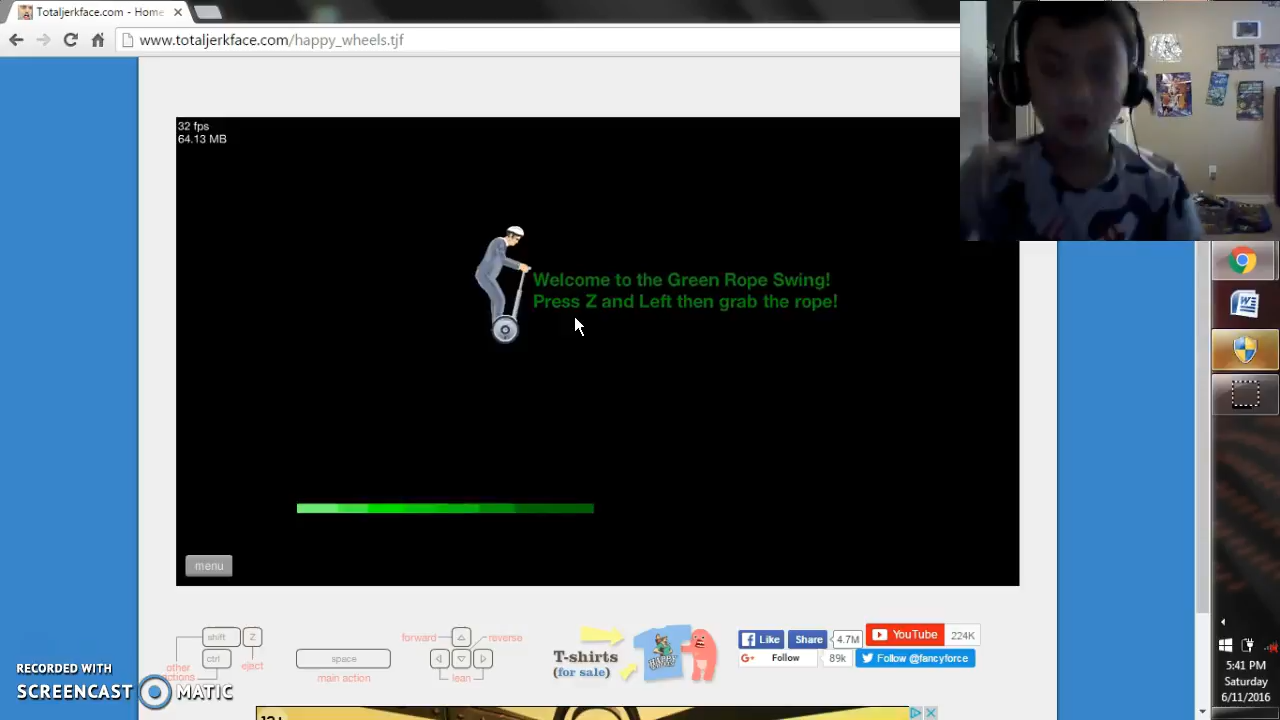 Totaljerkface.com - Home
www.totaljerkface.com/happy_wheels.tjf
32 fps
64.13 MB
Welcome to the Green Rope Swing!
Press Z and Left then grab the rope!
menu
shift
Z
ctrl
other
actions
eject
space
main action
forward
reverse
lean
T-shirts
(for sale)
Like
Share
4.7M
YouTube
224K
G+
Follow
89k
Follow @fancyforce
RECORDED WITH
SCREENCAST MATIC
5:41 PM
Saturday
6/11/2016